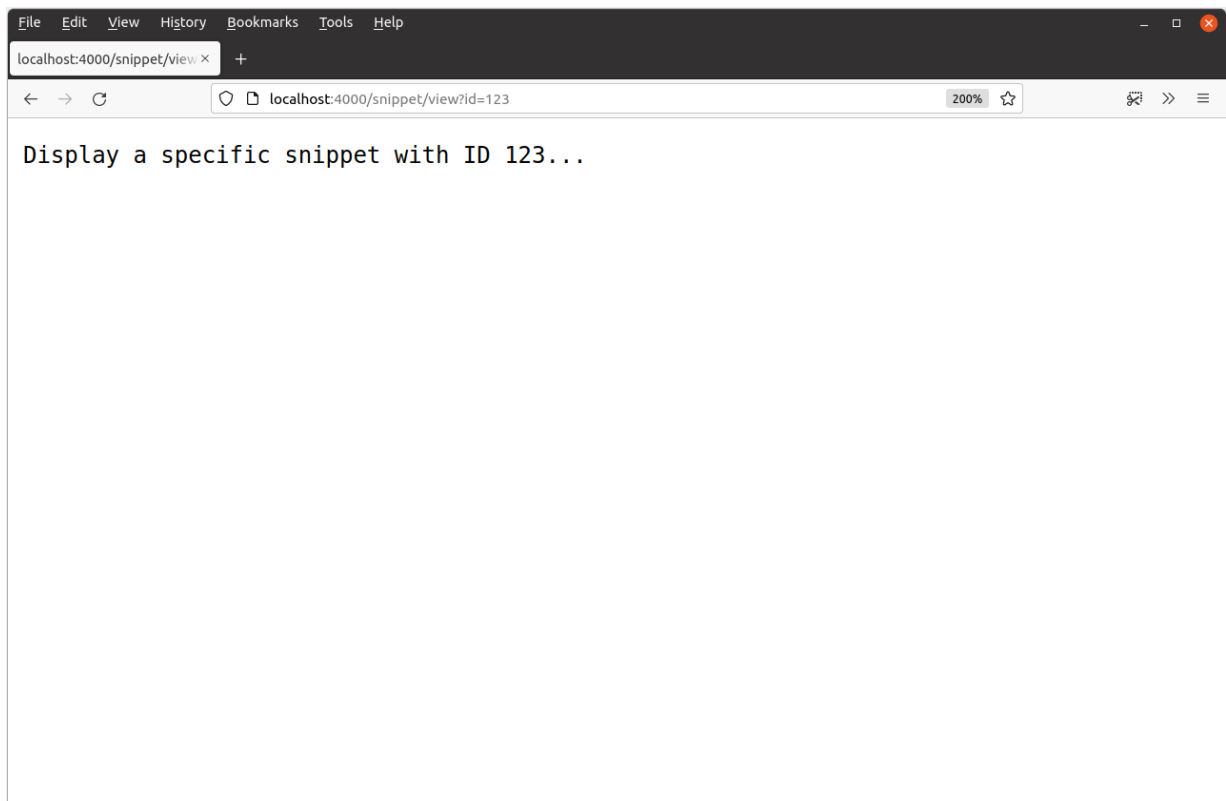 File Edit View History Bookmarks Tools Help
localhost:4000/snippet/view
localhost:4000/snippet/view?id=123 200%
Display a specific snippet with ID 123...